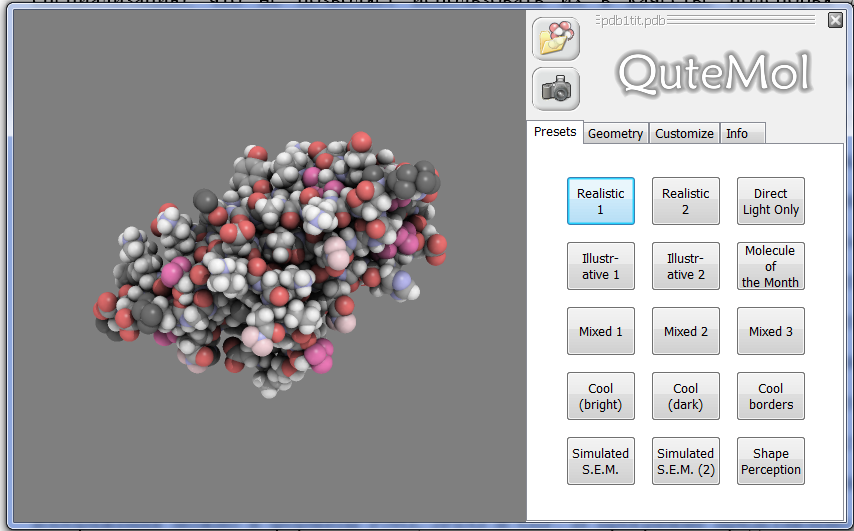 pdb1tit.pdb
QuteMol
Presets
Geometry
Customize
Info
Realistic
1
Realistic
2
Direct
Light Only
Illustr-
ative 1
Illustr-
ative 2
Molecule
of
the Month
Mixed 1
Mixed 2
Mixed 3
Cool
(bright)
Cool
(dark)
Cool
borders
Simulated
S.E.M.
Simulated
S.E.M. (2)
Shape
Perception